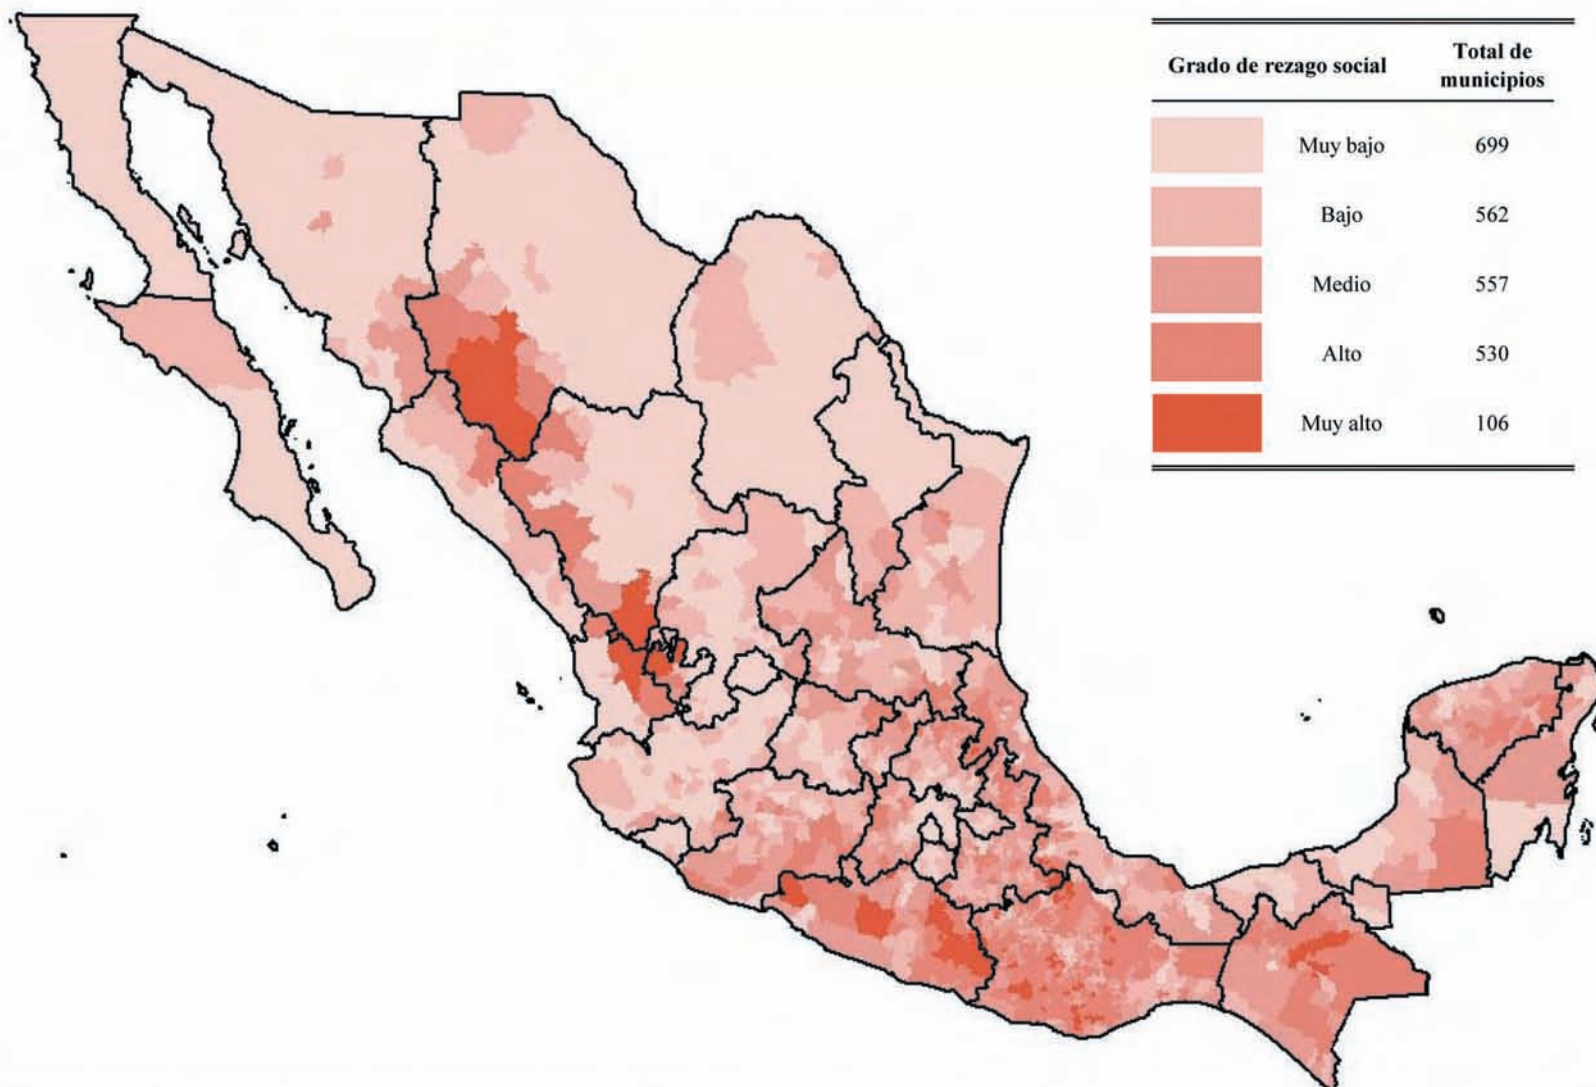 Grado de rezago social
Total de
municipios
Muy bajo 699
Bajo 562
Medio 557
Alto 530
Muy alto 106